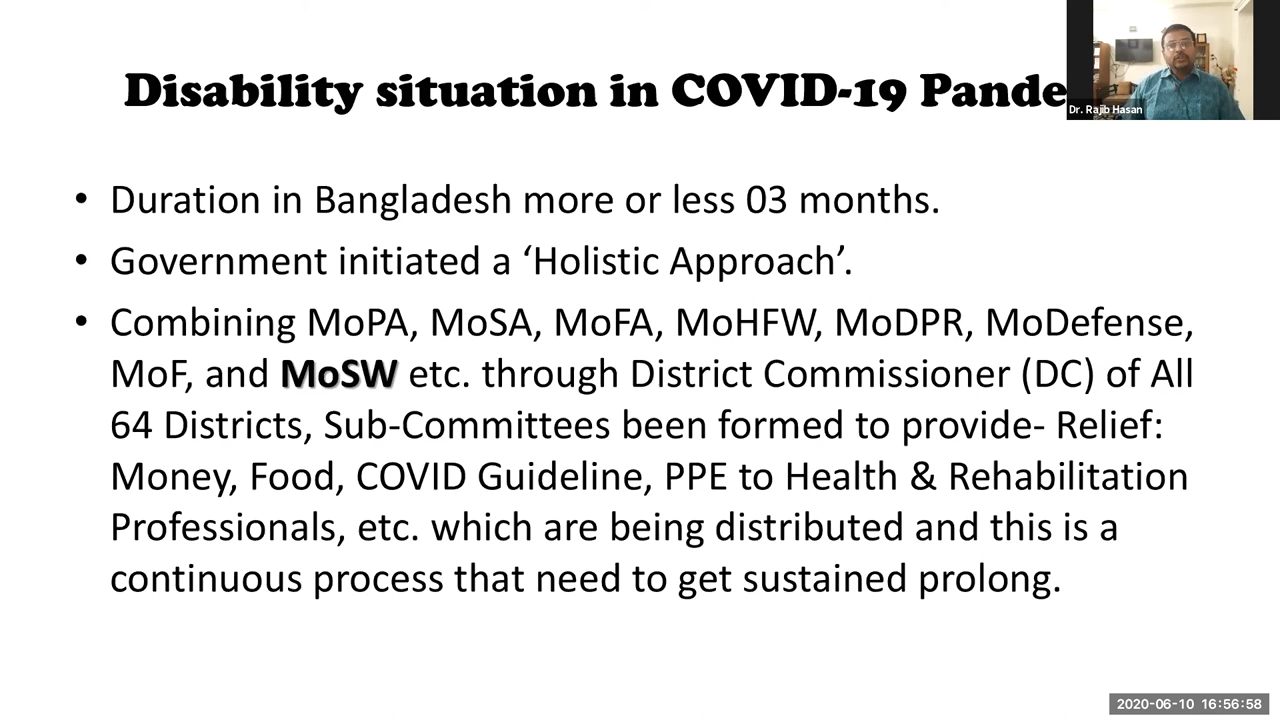 Disability situation in COVID-19 Pande
Dr. Rajib Hasan
• Duration in Bangladesh more or less 03 months.
• Government initiated a ‘Holistic Approach’.
• Combining MoPA, MoSA, MoFA, MoHFW, MoDPR, MoDefense,
MoF, and MoSW etc. through District Commissioner (DC) of All
64 Districts, Sub-Committees been formed to provide- Relief:
Money, Food, COVID Guideline, PPE to Health & Rehabilitation
Professionals, etc. which are being distributed and this is a
continuous process that need to get sustained prolong.
2020-06-10 16:56:58